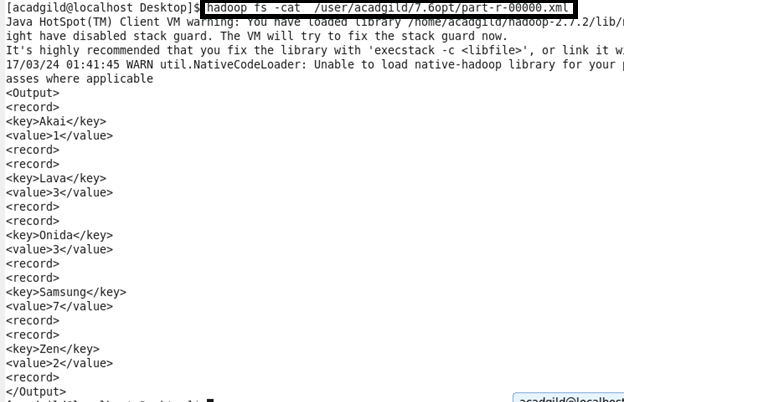 [acadgild@localhost Desktop]$ hadoop fs -cat /user/acadgild/7.6opt/part-r-00000.xml
Java HotSpot(TM) Client VM warning: You have loaded library /home/acadgild/hadoop-2.7.2/lib/
ight have disabled stack guard. The VM will try to fix the stack guard now.
It's highly recommended that you fix the library with 'execstack -c <libfile>', or link it
17/03/24 01:41:45 WARN util.NativeCodeLoader: Unable to load native-hadoop library for your
asses where applicable
<Output>
<record>
<key>Akai</key>
<value>1</value>
<record>
<record>
<key>Lava</key>
<value>3</value>
<record>
<record>
<key>Onida</key>
<value>3</value>
<record>
<record>
<key>Samsung</key>
<value>7</value>
<record>
<record>
<key>Zen</key>
<value>2</value>
<record>
</Output>
acadgild@localhost